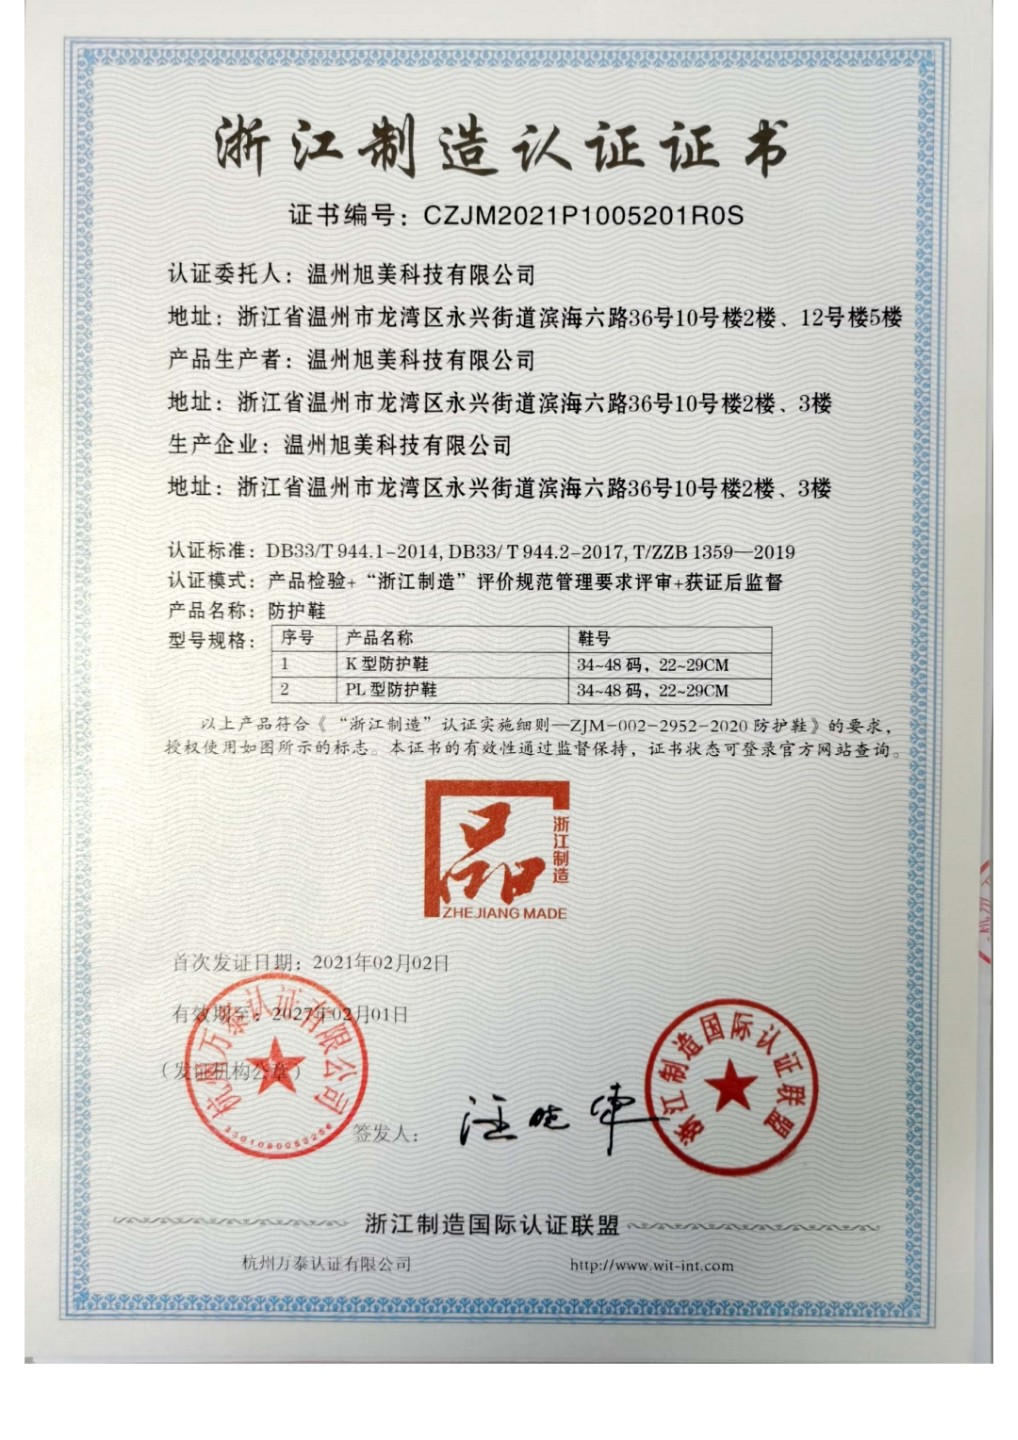 浙江制造认证证书
证书编号：CZJM2021P1005201R0S
认证委托人：温州旭美科技有限公司
地址：浙江省温州市龙湾区永兴街道滨海六路36号10号楼2楼、12号楼5楼
产品生产者：温州旭美科技有限公司
地址：浙江省温州市龙湾区永兴街道滨海六路36号10号楼2楼、3楼
生产企业：温州旭美科技有限公司
地址：浙江省温州市龙湾区永兴街道滨海六路36号10号楼2楼、3楼
认证标准：DB33/T 944.1-2014, DB33/ T 944.2-2017, T/ZZB 1359—2019
认证模式：产品检验+“浙江制造”评价规范管理要求评审+获证后监督
产品名称：防护鞋
型号规格：
序号 产品名称 鞋号
1 K 型防护鞋 34~48 码，22~29CM
2 PL 型防护鞋 34~48 码，22~29CM
以上产品符合《“浙江制造”认证实施细则—ZJM-002-2952-2020 防护鞋》的要求，
授权使用如图所示的标志。本证书的有效性通过监督保持，证书状态可登录官方网站查询。
品
浙江制造
ZHEJIANG MADE
首次发证日期：2021年02月02日
有效期至：2027年02月01日
（发证机构公章）
杭州万泰认证有限公司
签发人：
浙江制造国际认证联盟
浙江制造国际认证联盟
杭州万泰认证有限公司 http://www.wit-int.com